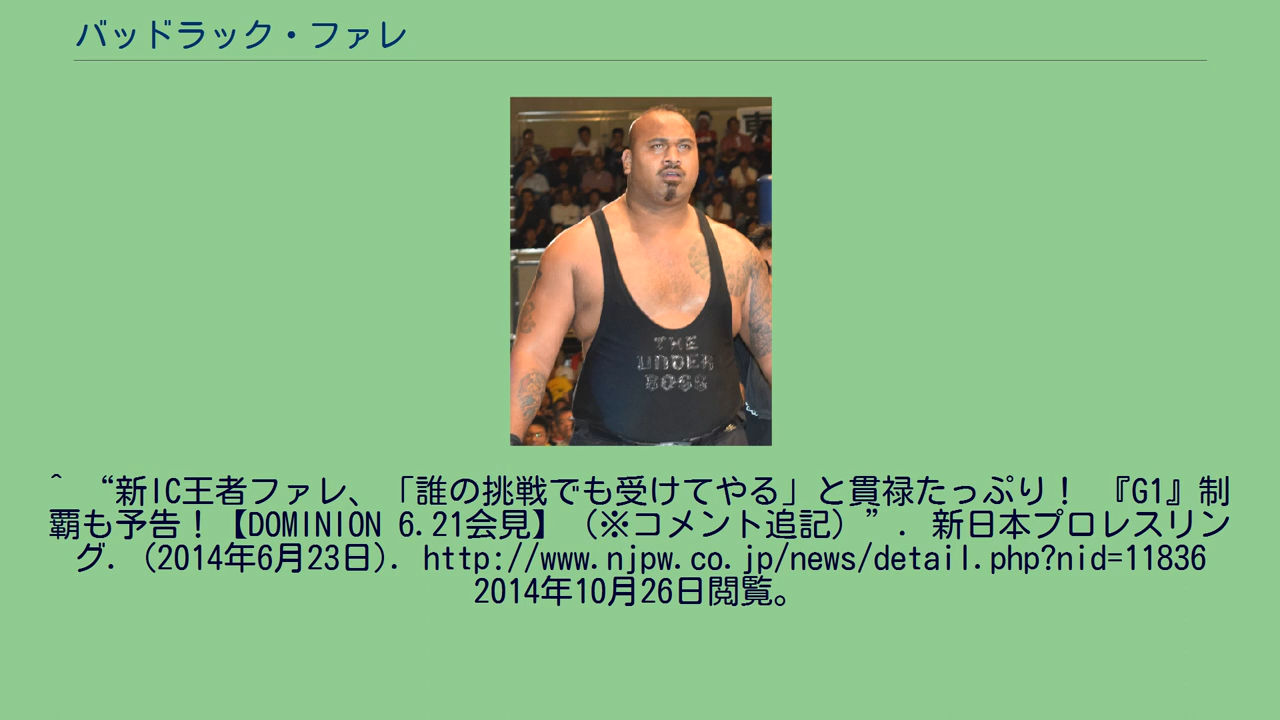 バッドラック・ファレ
東
THE
UNDER
BOSS
^ “新IC王者ファレ、「誰の挑戦でも受けてやる」と貫禄たっぷり！ 『G1』制
覇も予告！【DOMINION 6.21会見】（※コメント追記）”. 新日本プロレスリン
グ. (2014年6月23日). http://www.njpw.co.jp/news/detail.php?nid=11836
2014年10月26日閲覧。